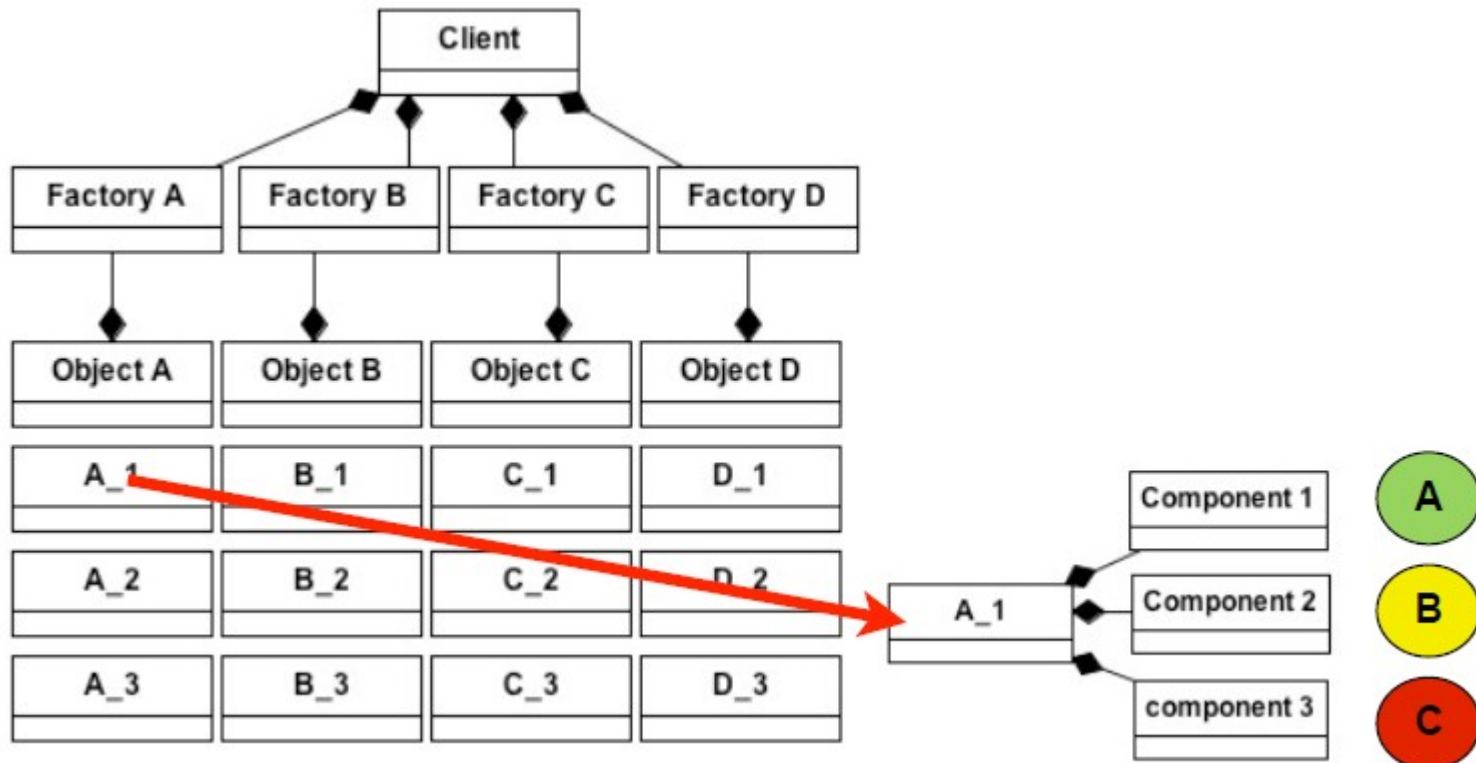 Client
Factory A
Factory B
Factory C
Factory D
Object A
Object B
Object C
Object D
A_1
B_1
C_1
D_1
A_2
B_2
C_2
D_2
A_3
B_3
C_3
D_3
A_1
Component 1
Component 2
component 3
A
B
C